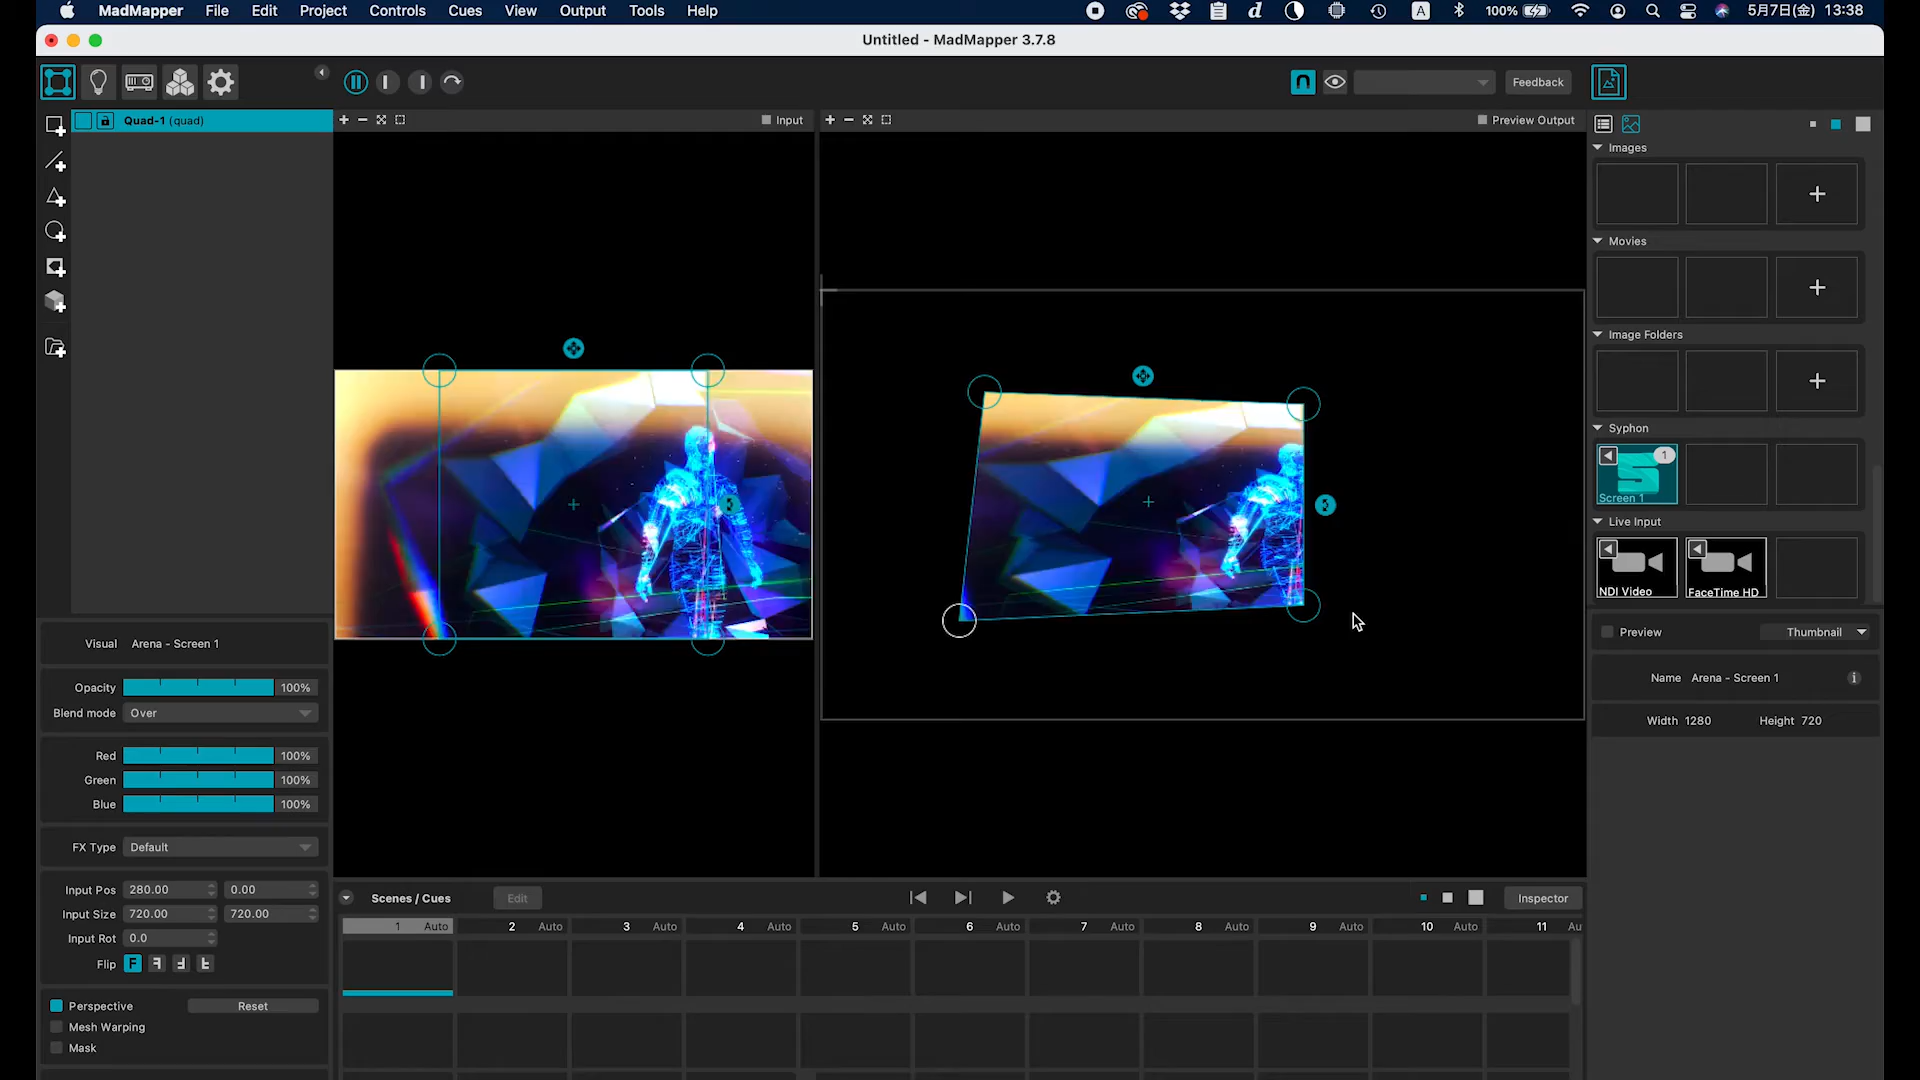 MadMapper File Edit Project Controls Cues View Output Tools Help
A 100% 5月7日(金) 13:38
Untitled - MadMapper 3.7.8
Feedback
Quad-1 (quad)
Input
Preview Output
Images
Movies
Image Folders
Syphon
1
Screen 1
Live Input
NDI Video
FaceTime HD
Preview Thumbnail
Name Arena - Screen 1
Width 1280 Height 720
Visual Arena - Screen 1
Opacity 100%
Blend mode Over
Red 100%
Green 100%
Blue 100%
FX Type Default
Input Pos 280.00 0.00
Input Size 720.00 720.00
Input Rot 0.0
Flip
Perspective Reset
Mesh Warping
Mask
Scenes / Cues Edit Inspector
1 Auto 2 Auto 3 Auto 4 Auto 5 Auto 6 Auto 7 Auto 8 Auto 9 Auto 10 Auto 11 Au